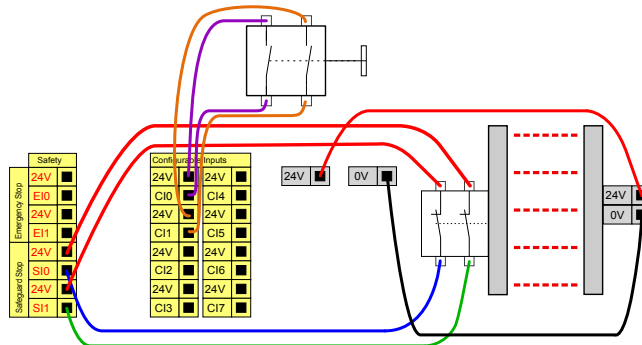 Safety
Configurable Inputs
Emergency Stop
24V
EI0
24V
EI1
Safeguard Stop
24V
SI0
24V
SI1
24V 24V
CI0 CI4
24V 24V
CI1 CI5
24V 24V
CI2 CI6
24V 24V
CI3 CI7
24V
0V
24V
0V